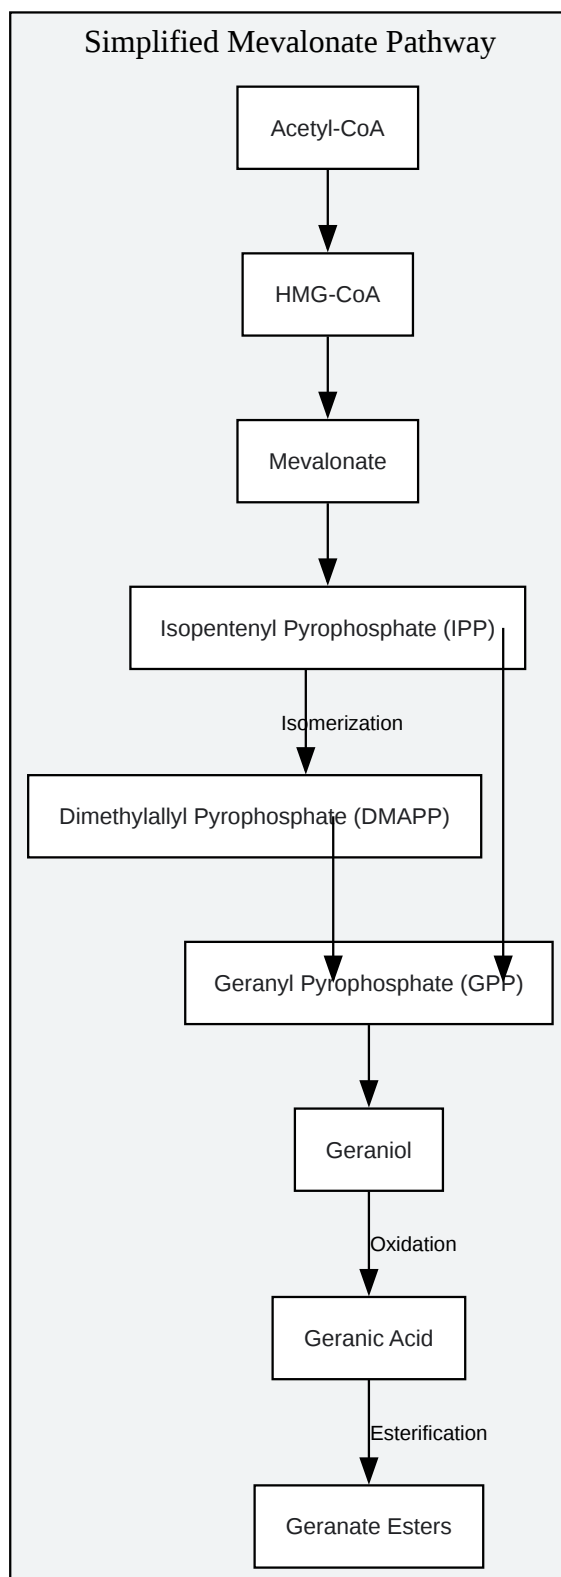 Simplified Mevalonate Pathway
Acetyl-CoA
HMG-CoA
Mevalonate
Isopentenyl Pyrophosphate (IPP)
Isomerization
Dimethylallyl Pyrophosphate (DMAPP)
Geranyl Pyrophosphate (GPP)
Geraniol
Oxidation
Geranic Acid
Esterification
Geranate Esters